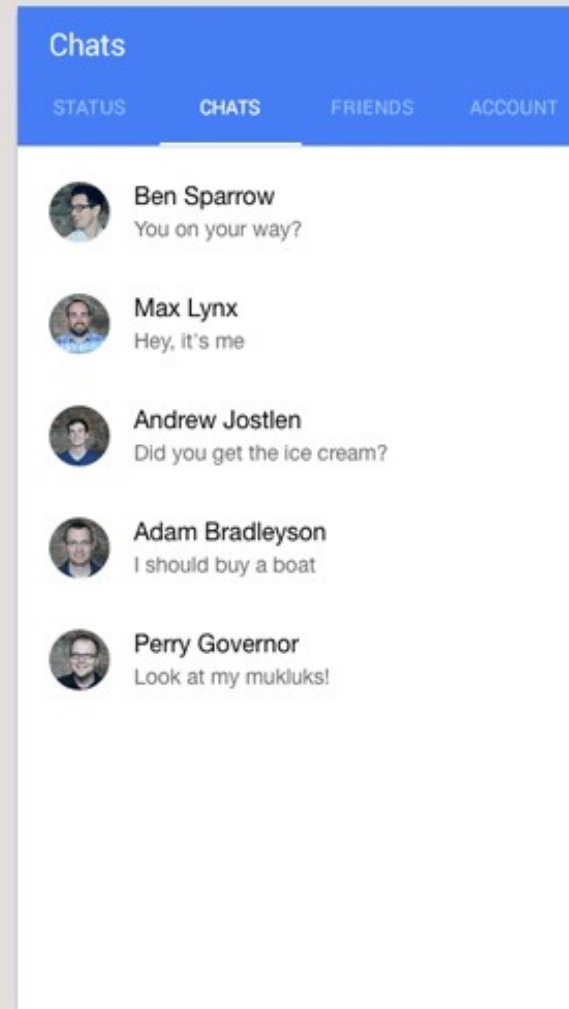 Chats
STATUS CHATS FRIENDS ACCOUNT
Ben Sparrow
You on your way?
Max Lynx
Hey, it's me
Andrew Jostlen
Did you get the ice cream?
Adam Bradleyson
I should buy a boat
Perry Governor
Look at my mukluks!